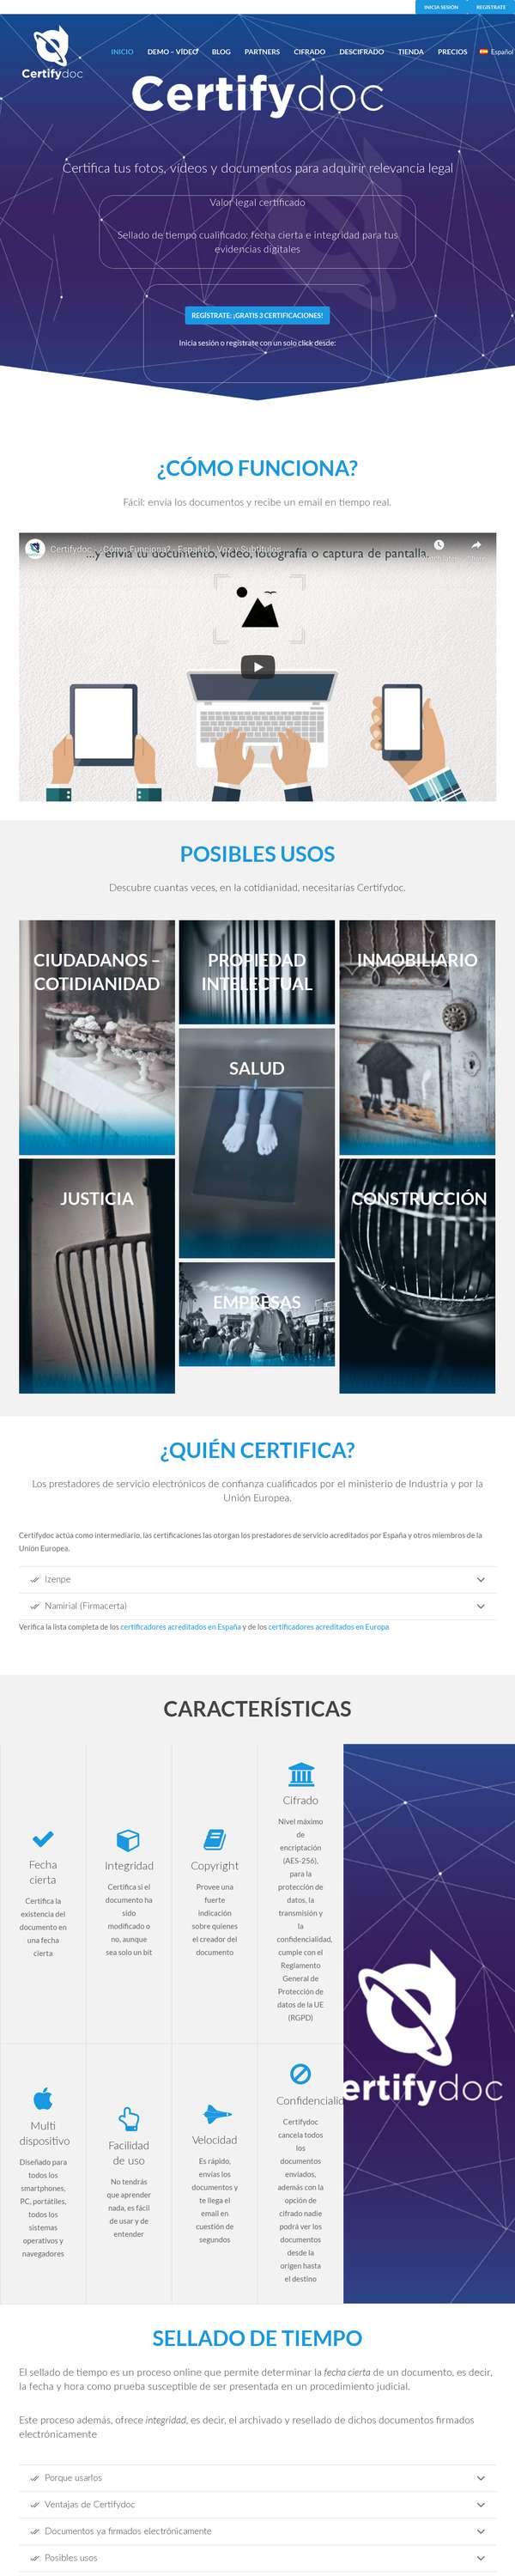 INICIA SESIÓN
REGÍSTRATE
INICIO
DEMO – VÍDEO
BLOG
PARTNERS
CIFRADO
DESCIFRADO
TIENDA
PRECIOS
Español
Certifydoc
Certifydoc
Certifica tus fotos, vídeos y documentos para adquirir relevancia legal
Valor legal certificado
Sellado de tiempo cualificado: fecha cierta e integridad para tus
evidencias digitales
REGÍSTRATE: ¡GRATIS 3 CERTIFICACIONES!
Inicia sesión o regístrate con un solo click desde:
¿CÓMO FUNCIONA?
Fácil: envía los documentos y recibe un email en tiempo real.
Certifydoc - ¿Cómo Funciona? - Español - Voz y Subtítulos
...y envía tu documento, vídeo, fotografía o captura de pantalla.
POSIBLES USOS
Descubre cuantas veces, en la cotidianidad, necesitarías Certifydoc.
CIUDADANOS –
COTIDIANIDAD
PROPIEDAD
INTELECTUAL
INMOBILIARIO
SALUD
JUSTICIA
CONSTRUCCIÓN
EMPRESAS
¿QUIÉN CERTIFICA?
Los prestadores de servicio electrónicos de confianza cualificados por el ministerio de Industria y por la
Unión Europea.
Certifydoc actúa como intermediario, las certificaciones las otorgan los prestadores de servicio acreditados por España y otros miembros de la
Unión Europea.
Izenpe
Namirial (Firmacerta)
Verifica la lista completa de los certificadores acreditados en España y de los certificadores acreditados en Europa
CARACTERÍSTICAS
Fecha
cierta
Certifica la
existencia del
documento en
una fecha
cierta
Integridad
Certifica si el
documento ha
sido
modificado o
no, aunque
sea solo un bit
Copyright
Provee una
fuerte
indicación
sobre quienes
el creador del
documento
Cifrado
Nivel máximo
de
encriptación
(AES-256),
para la
protección de
datos, la
transmisión y
la
confidencialidad,
cumple con el
Reglamento
General de
Protección de
datos de la UE
(RGPD)
Multi
dispositivo
Diseñado para
todos los
smartphones,
PC, portátiles,
todos los
sistemas
operativos y
navegadores
Facilidad
de uso
No tendrás
que aprender
nada, es fácil
de usar y de
entender
Velocidad
Es rápido,
envías los
documentos y
te llega el
email en
cuestión de
segundos
Confidencialid
Certifydoc
cancela todos
los
documentos
enviados,
además con la
opción de
cifrado nadie
podrá ver los
documentos
desde la
origen hasta
el destino
ertifydoc
SELLADO DE TIEMPO
El sellado de tiempo es un proceso online que permite determinar la fecha cierta de un documento, es decir,
la fecha y hora como prueba susceptible de ser presentada en un procedimiento judicial.
Este proceso además, ofrece integridad, es decir, el archivado y resellado de dichos documentos firmados
electrónicamente
Porque usarlos
Ventajas de Certifydoc
Documentos ya firmados electrónicamente
Posibles usos